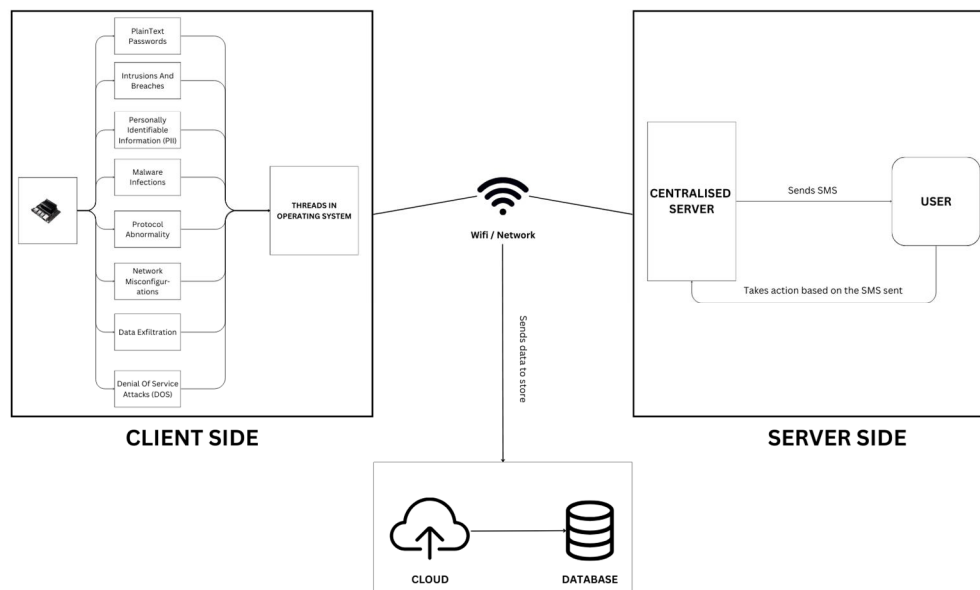 PlainText
Passwords
Intrusions And
Breaches
Personally
Identifiable
Information (PII)
Malware
Infections
Protocol
Abnormality
Network
Misconfigur-
ations
Data Exfiltration
Denial Of Service
Attacks (DOS)
THREADS IN
OPERATING SYSTEM
CLIENT SIDE
Wifi / Network
Sends data to store
CENTRALISED
SERVER
Sends SMS
USER
Takes action based on the SMS sent
SERVER SIDE
CLOUD
DATABASE